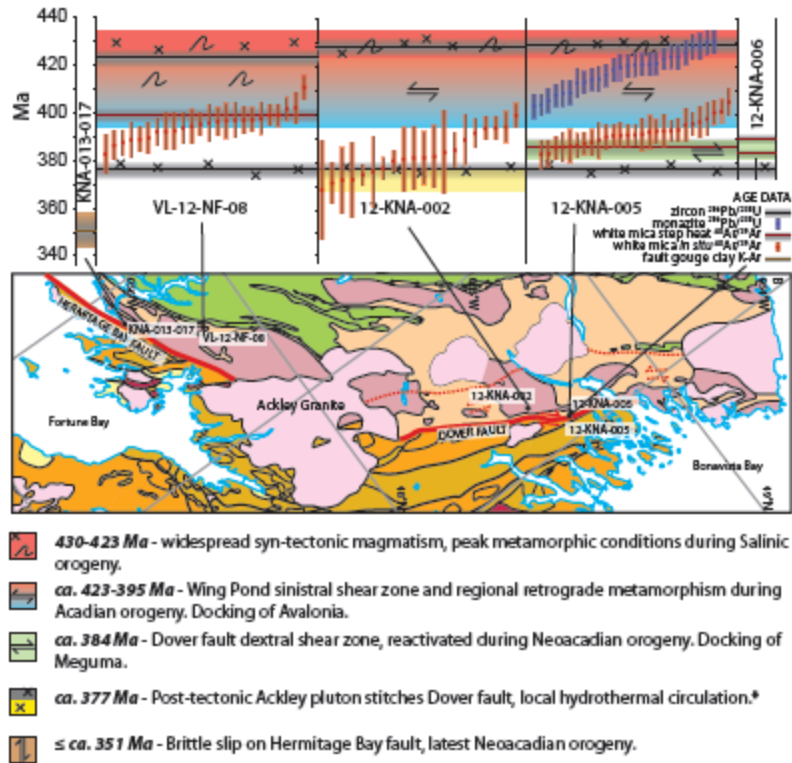 440
420
400
380
360
340
Ma
KNA-013-017
VL-12-NF-08
12-KNA-002
12-KNA-005
12-KNA-006
AGE DATA
zircon ²⁰⁶Pb/²³⁸U
monazite ²⁰⁶Pb/²³⁸U
white mica step heat ⁴⁰Ar/³⁹Ar
white mica in situ ⁴⁰Ar/³⁹Ar
fault gouge clay K-Ar
HERMITAGE BAY FAULT
KNA-013-017
VL-12-NF-08
Fortune Bay
Ackley Granite
DOVER FAULT
12-KNA-002
12-KNA-006
12-KNA-005
Bonavista Bay
48°N
49°N
430-423 Ma - widespread syn-tectonic magmatism, peak metamorphic conditions during Salinic
orogeny.
ca. 423-395 Ma - Wing Pond sinistral shear zone and regional retrograde metamorphism during
Acadian orogeny. Docking of Avalonia.
ca. 384 Ma - Dover fault dextral shear zone, reactivated during Neoacadian orogeny. Docking of
Meguma.
ca. 377 Ma - Post-tectonic Ackley pluton stitches Dover fault, local hydrothermal circulation.*
≤ ca. 351 Ma - Brittle slip on Hermitage Bay fault, latest Neoacadian orogeny.